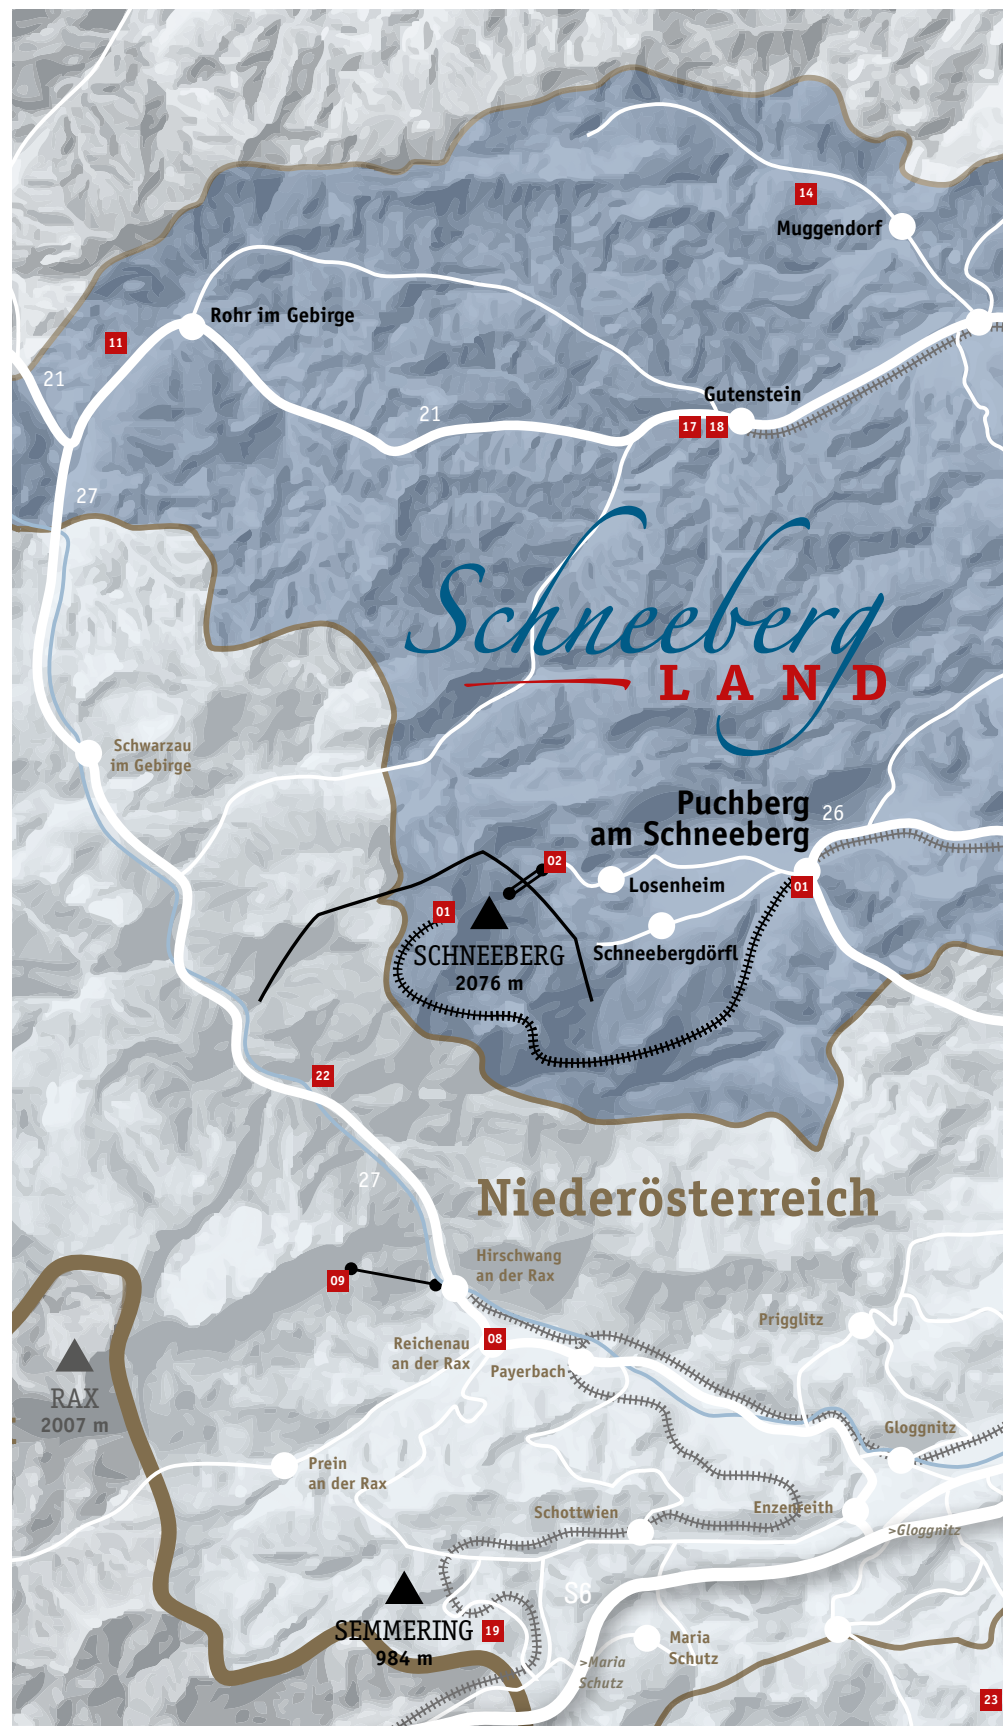 14
Muggendorf
Rohr im Gebirge
11
21
Gutenstein
21
17
18
27
Schneeberg
LAND
Schwarzau
im Gebirge
Puchberg
am Schneeberg
26
02
Losenheim
01
01
Schneebergdörfl
SCHNEEBERG
2076 m
22
27
Niederösterreich
Hirschwang
an der Rax
09
Prigglitz
08
Reichenau
an der Rax
Payerbach
RAX
2007 m
Gloggnitz
Prein
an der Rax
Schottwien
Enzenreith
>Gloggnitz
S6
SEMMERING
984 m
19
Maria
Schutz
>Maria
Schutz
23